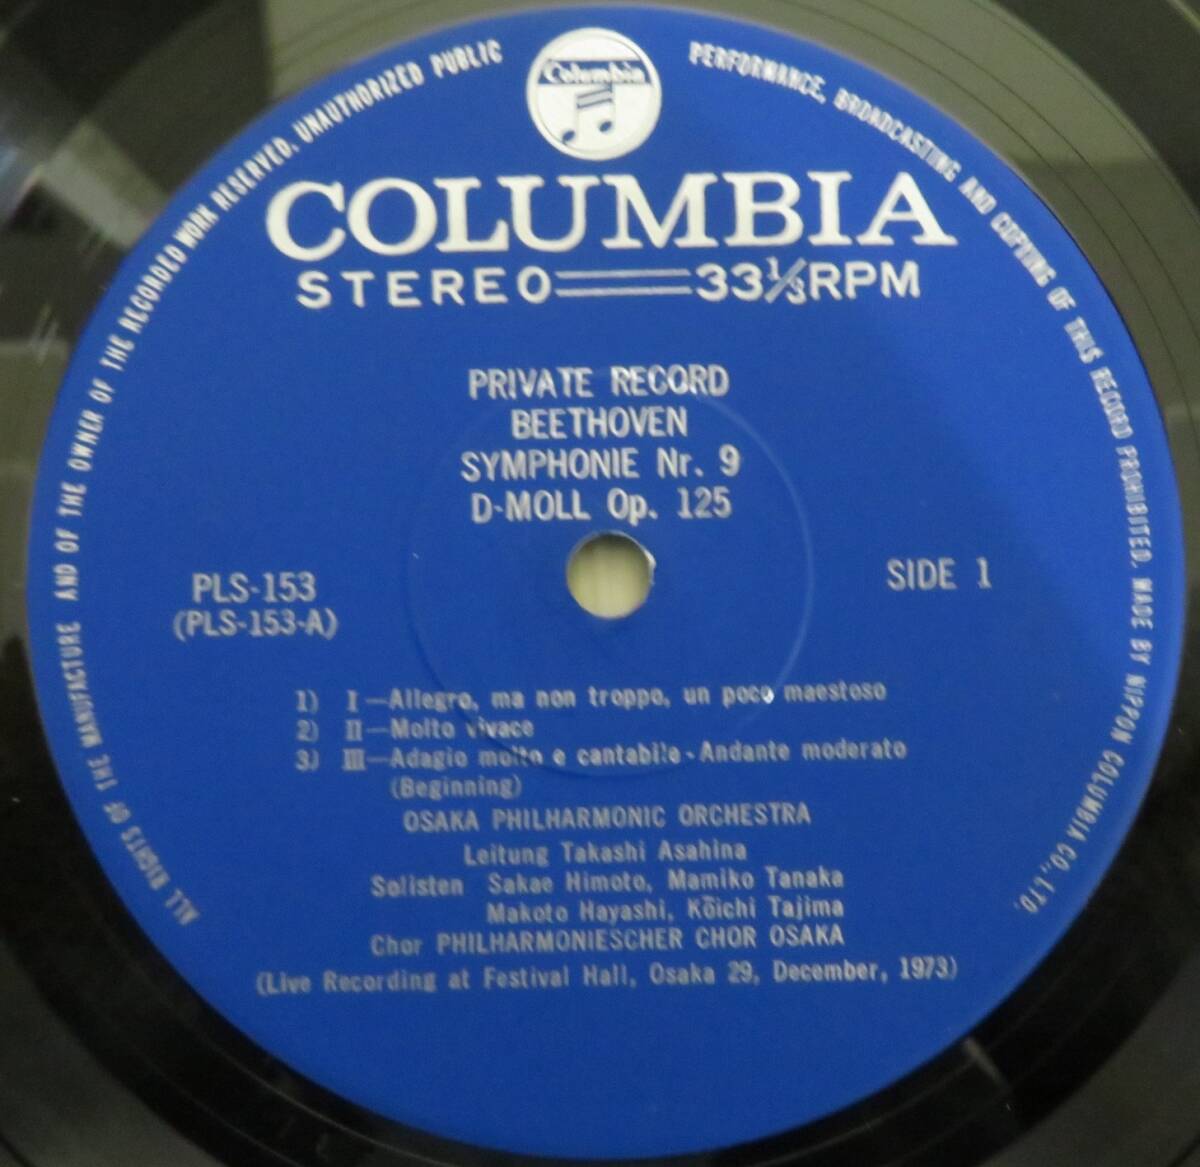 Columbia
COLUMBIA
STEREO 33⅓ RPM
PRIVATE RECORD
BEETHOVEN
SYMPHONIE Nr. 9
D-MOLL Op. 125
PLS-153
(PLS-153-A)
SIDE 1
1) I—Allegro, ma non troppo, un poco maestoso
2) II—Molto vivace
3) III—Adagio molto e cantabile-Andante moderato
(Beginning)
OSAKA PHILHARMONIC ORCHESTRA
Leitung Takashi Asahina
Solisten Sakae Himoto, Mamiko Tanaka
Makoto Hayashi, Kōichi Tajima
Chor PHILHARMONIESCHER CHOR OSAKA
(Live Recording at Festival Hall, Osaka 29, December, 1973)
ALL RIGHTS OF THE MANUFACTURE AND OF THE OWNER OF THE RECORDED WORK RESERVED. UNAUTHORIZED PUBLIC PERFORMANCE, BROADCASTING AND COPYING OF THIS RECORD PROHIBITED. MADE BY NIPPON COLUMBIA CO., LTD.